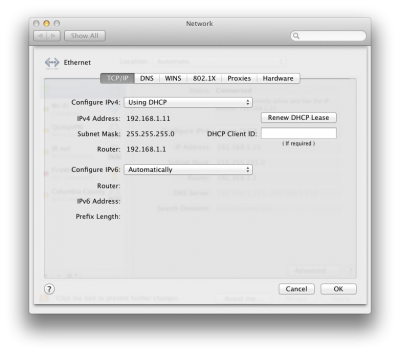 Network
Show All
Ethernet
TCP/IP DNS WINS 802.1X Proxies Hardware
Configure IPv4: Using DHCP
IPv4 Address: 192.168.1.11 Renew DHCP Lease
Subnet Mask: 255.255.255.0 DHCP Client ID:
( If required )
Router: 192.168.1.1
Configure IPv6: Automatically
Router:
IPv6 Address:
Prefix Length:
? Cancel OK